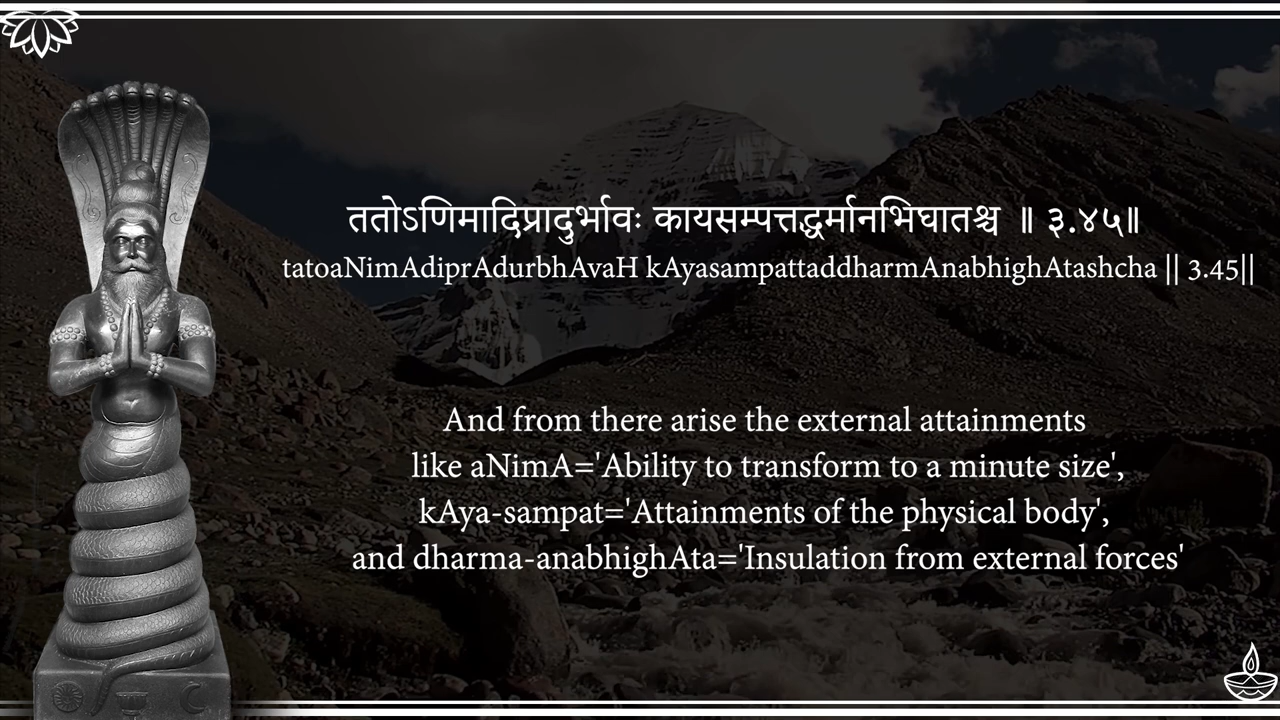 ततोऽणिमादिप्रादुर्भावः कायसम्पत्तद्धर्मानभिघातश्च ॥ ३.४५॥
tatoaNimAdiprAdurbhAvaH kAyasampattaddharmAnabhighAtashcha || 3.45||
And from there arise the external attainments
like aNimA='Ability to transform to a minute size',
kAya-sampat='Attainments of the physical body',
and dharma-anabhighAta='Insulation from external forces'